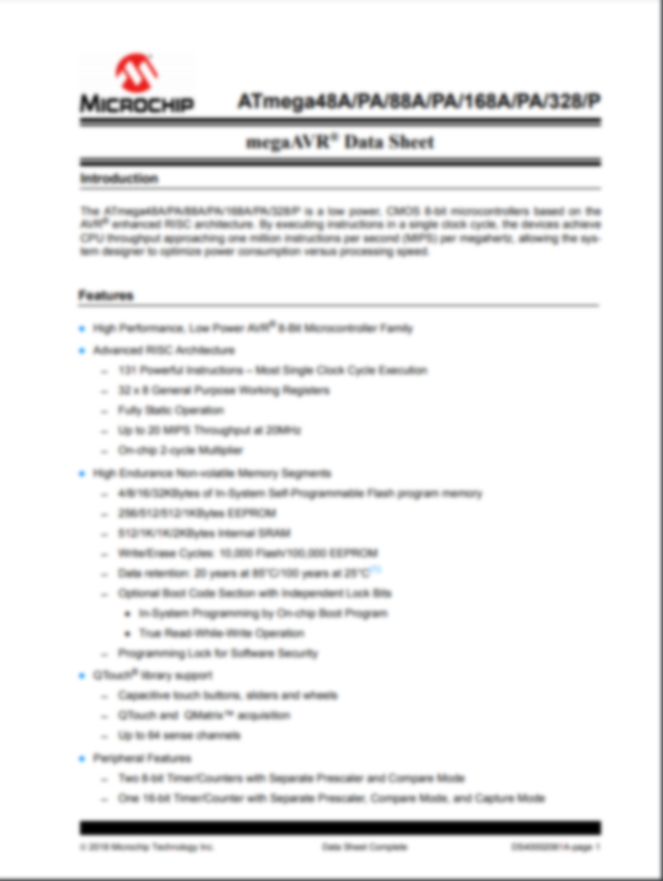 MICROCHIP
ATmega48A/PA/88A/PA/168A/PA/328/P
megaAVR® Data Sheet
Introduction
The ATmega48A/PA/88A/PA/168A/PA/328/P is a low power, CMOS 8-bit microcontrollers based on the
AVR® enhanced RISC architecture. By executing instructions in a single clock cycle, the devices achieve
CPU throughput approaching one million instructions per second (MIPS) per megahertz, allowing the sys-
tem designer to optimize power consumption versus processing speed.
Features
• High Performance, Low Power AVR® 8-Bit Microcontroller Family
• Advanced RISC Architecture
– 131 Powerful Instructions – Most Single Clock Cycle Execution
– 32 x 8 General Purpose Working Registers
– Fully Static Operation
– Up to 20 MIPS Throughput at 20MHz
– On-chip 2-cycle Multiplier
• High Endurance Non-volatile Memory Segments
– 4/8/16/32KBytes of In-System Self-Programmable Flash program memory
– 256/512/512/1KBytes EEPROM
– 512/1K/1K/2KBytes Internal SRAM
– Write/Erase Cycles: 10,000 Flash/100,000 EEPROM
– Data retention: 20 years at 85°C/100 years at 25°C(1)
– Optional Boot Code Section with Independent Lock Bits
• In-System Programming by On-chip Boot Program
• True Read-While-Write Operation
– Programming Lock for Software Security
• QTouch® library support
– Capacitive touch buttons, sliders and wheels
– QTouch and QMatrix™ acquisition
– Up to 64 sense channels
• Peripheral Features
– Two 8-bit Timer/Counters with Separate Prescaler and Compare Mode
– One 16-bit Timer/Counter with Separate Prescaler, Compare Mode, and Capture Mode
© 2018 Microchip Technology Inc. Data Sheet Complete DS40002061A-page 1